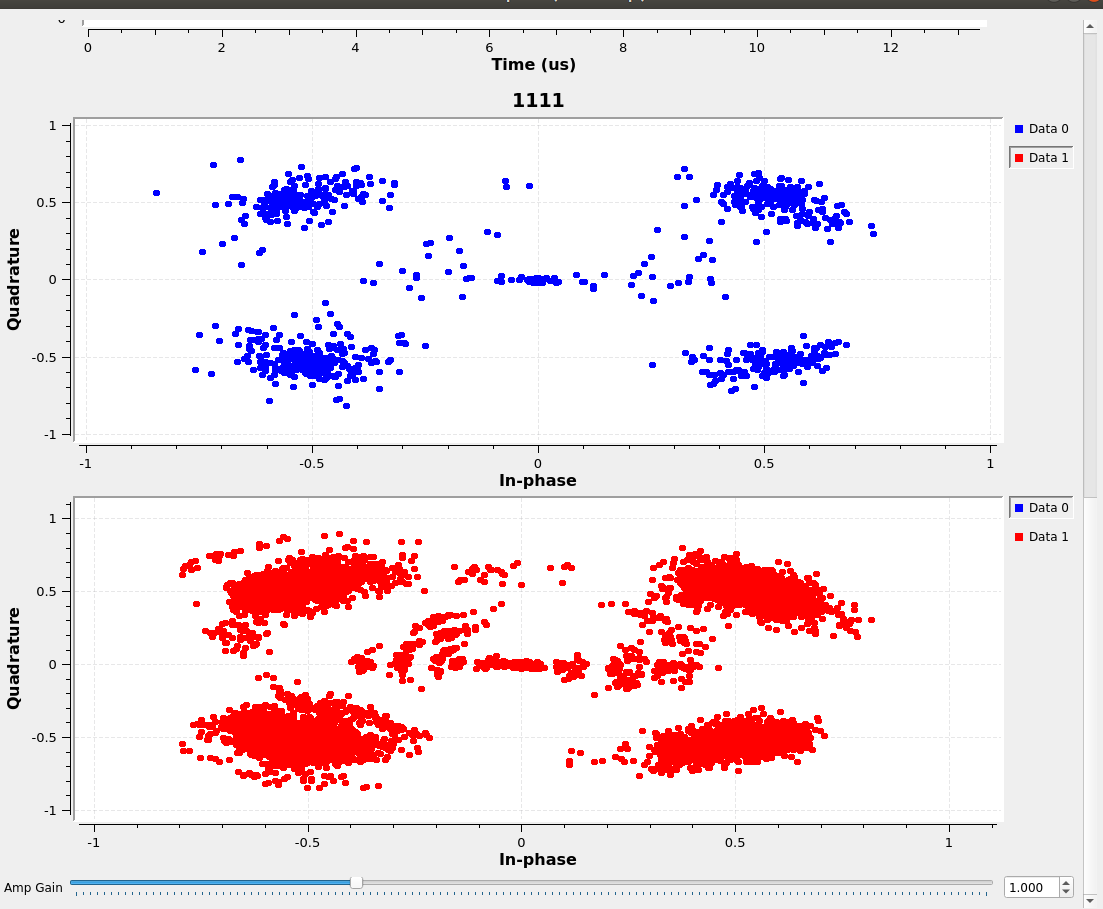 0
0 2 4 6 8 10 12
Time (us)
1111
1
0.5
0
-0.5
-1
Quadrature
Data 0
Data 1
-1 -0.5 0 0.5 1
In-phase
1
0.5
0
-0.5
-1
Quadrature
Data 0
Data 1
-1 -0.5 0 0.5 1
In-phase
Amp Gain
1.000